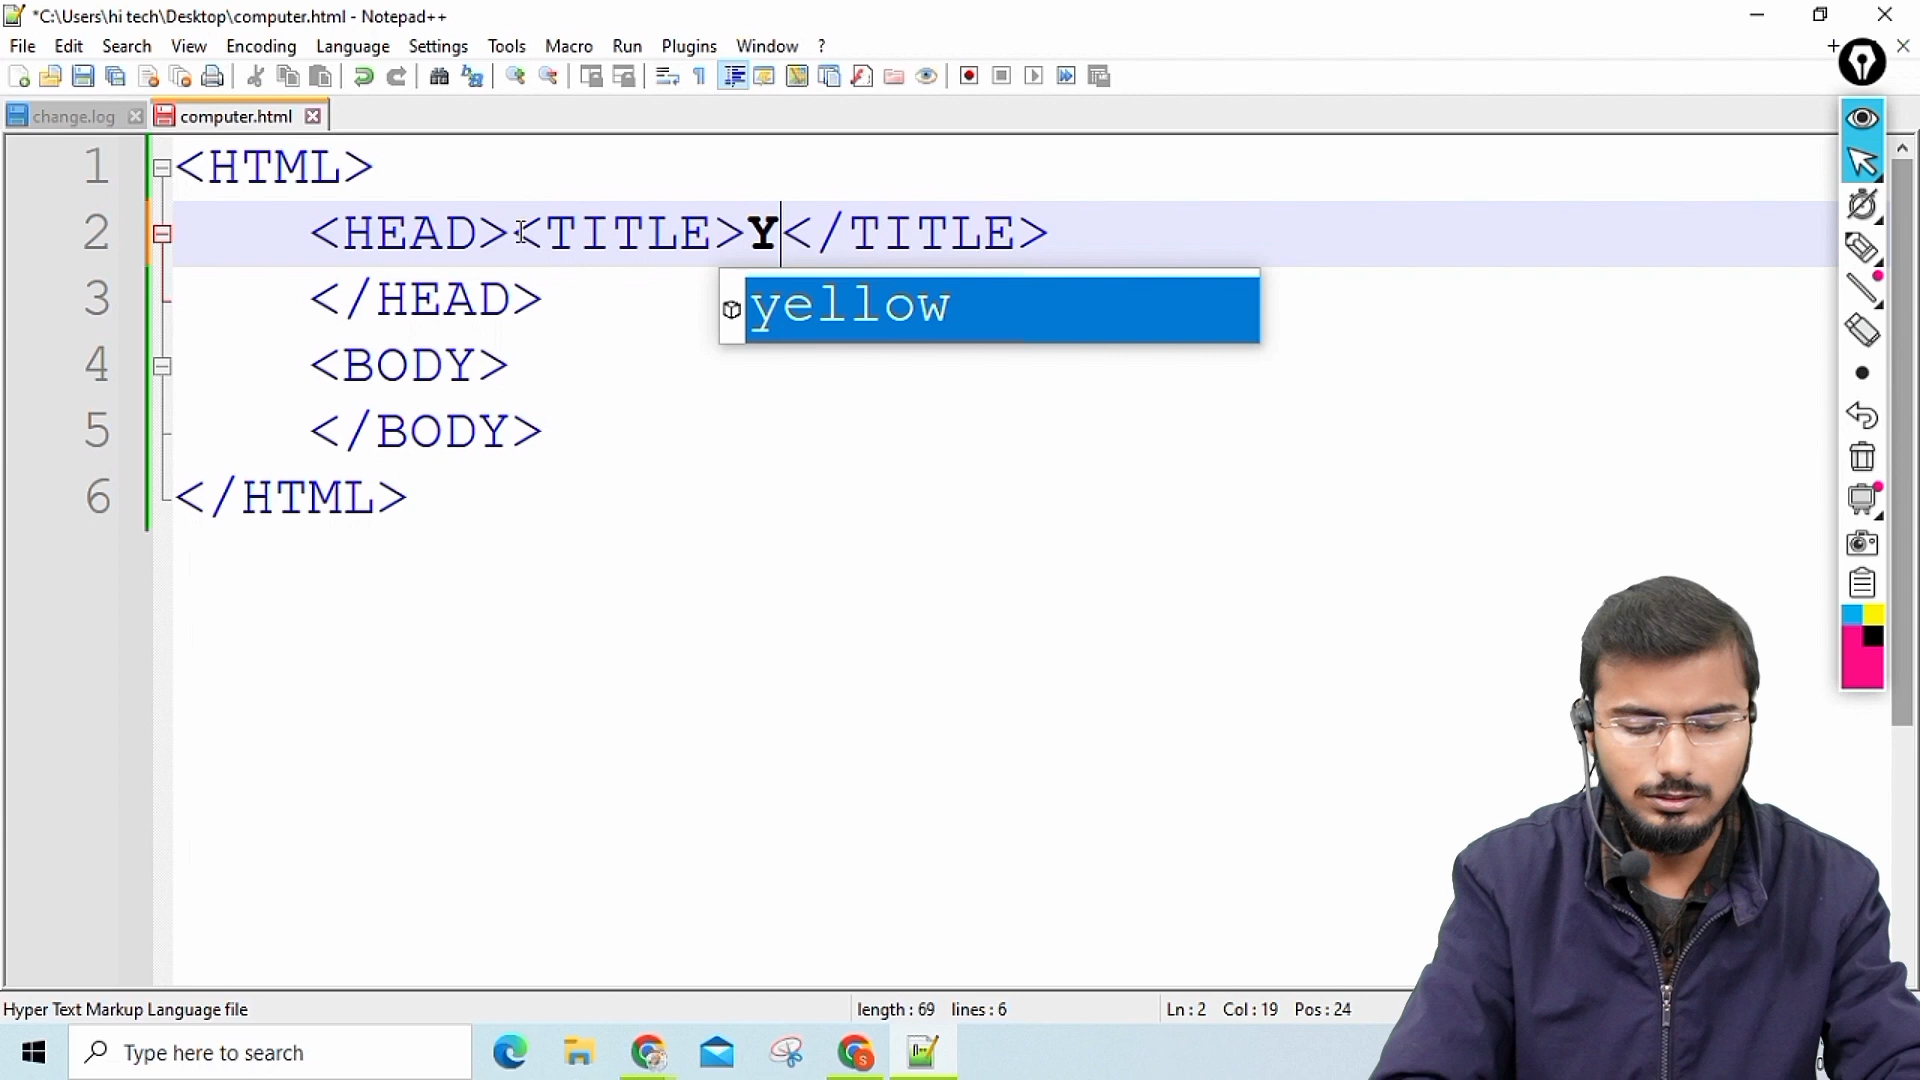 *C:\Users\hi tech\Desktop\computer.html - Notepad++
File Edit Search View Encoding Language Settings Tools Macro Run Plugins Window ?
change.log computer.html
1 <HTML>
2 <HEAD><TITLE>Y</TITLE>
yellow
3 </HEAD>
4 <BODY>
5 </BODY>
6 </HTML>
Hyper Text Markup Language file length : 69 lines : 6 Ln : 2 Col : 19 Pos : 24
Type here to search